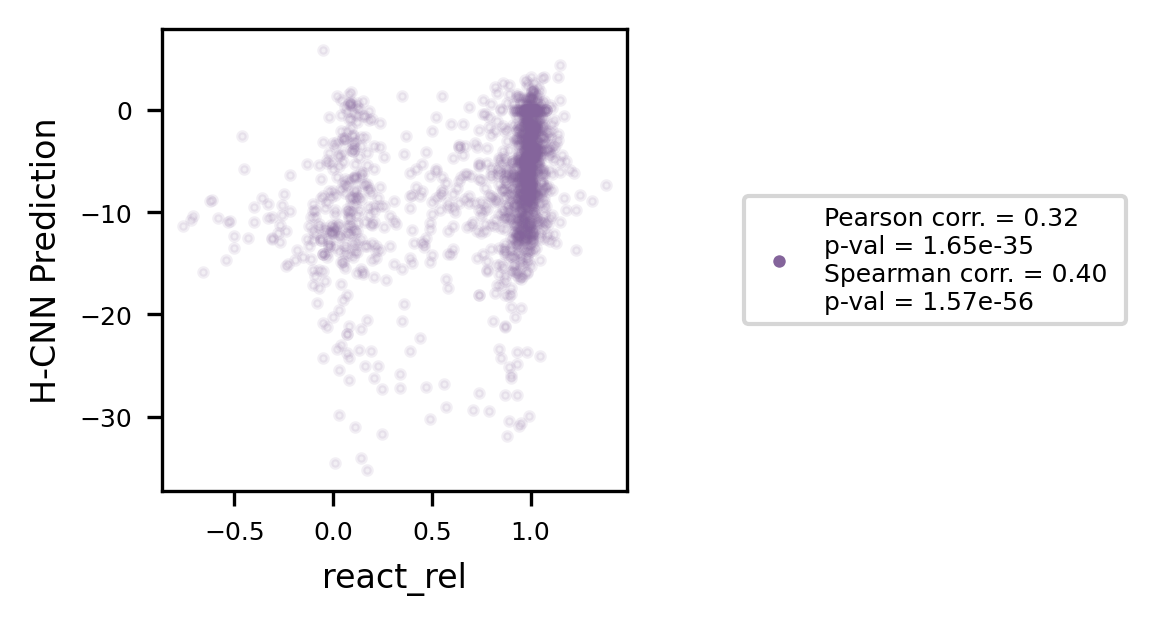 H-CNN Prediction
0
−10
−20
−30
−0.5
0.0
0.5
1.0
react_rel
Pearson corr. = 0.32
p-val = 1.65e-35
Spearman corr. = 0.40
p-val = 1.57e-56